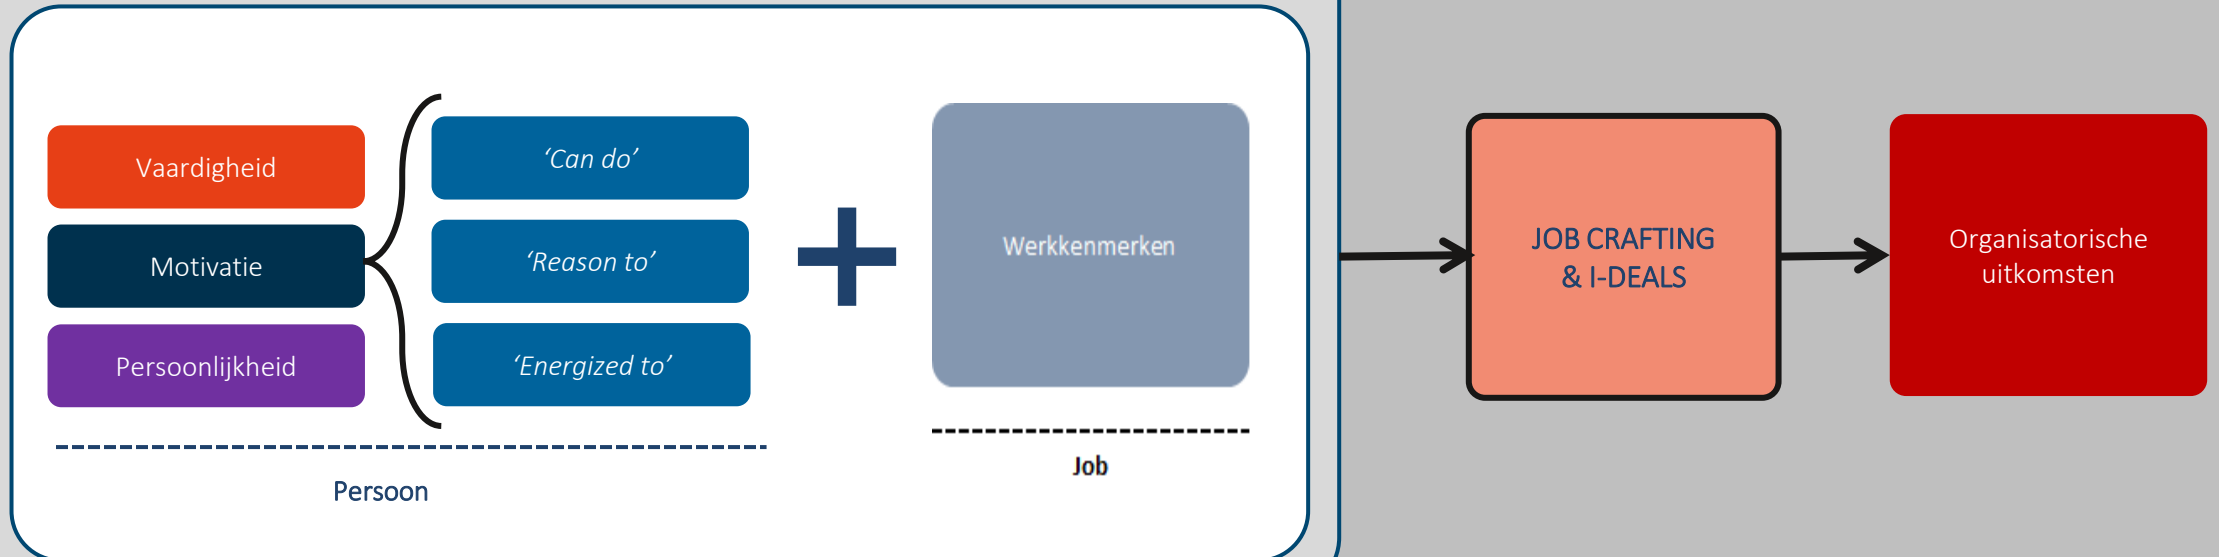 Vaardigheid
Motivatie
Persoonlijkheid
‘Can do’
‘Reason to’
‘Energized to’
Persoon
Werkkenmerken
Job
JOB CRAFTING
& I-DEALS
Organisatorische
uitkomsten